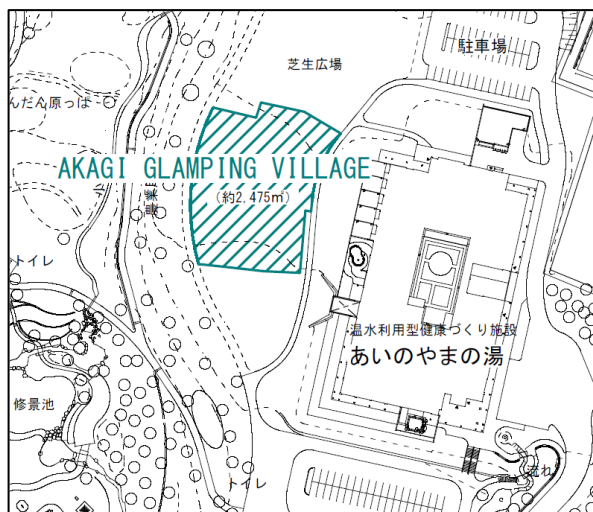 駐車場
芝生広場
んだん原っぱ
AKAGI GLAMPING VILLAGE
(約2.475㎡)
トイレ
温水利用型健康づくり施設
あいのやまの湯
修景池
流れ
トイレ